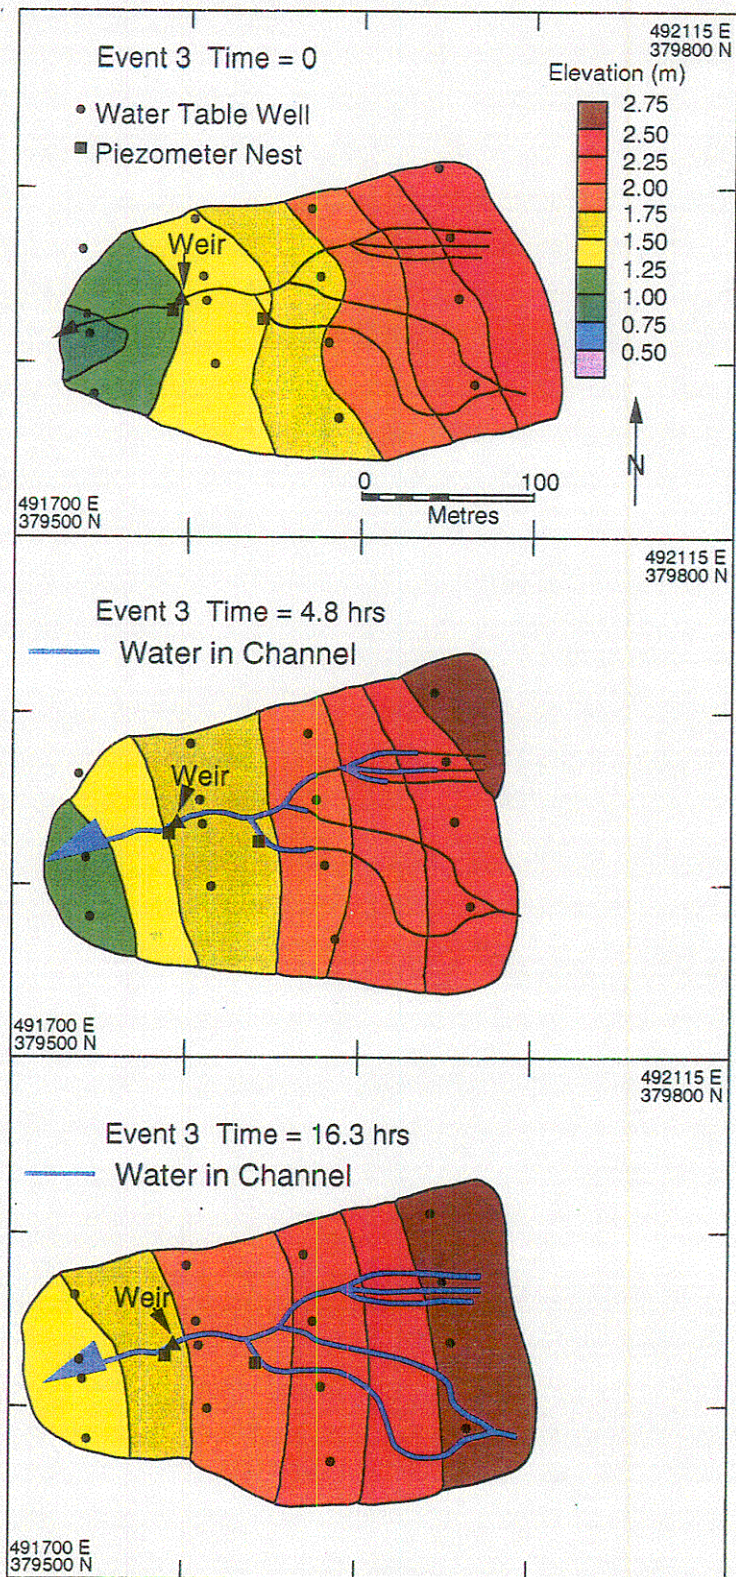 492115 E
379800 N
Event 3 Time = 0
Elevation (m)
Water Table Well
Piezometer Nest
2.75
2.50
2.25
2.00
1.75
1.50
1.25
1.00
0.75
0.50
Weir
N
0 100
Metres
491700 E
379500 N
492115 E
379800 N
Event 3 Time = 4.8 hrs
Water in Channel
Weir
491700 E
379500 N
492115 E
379800 N
Event 3 Time = 16.3 hrs
Water in Channel
Weir
491700 E
379500 N